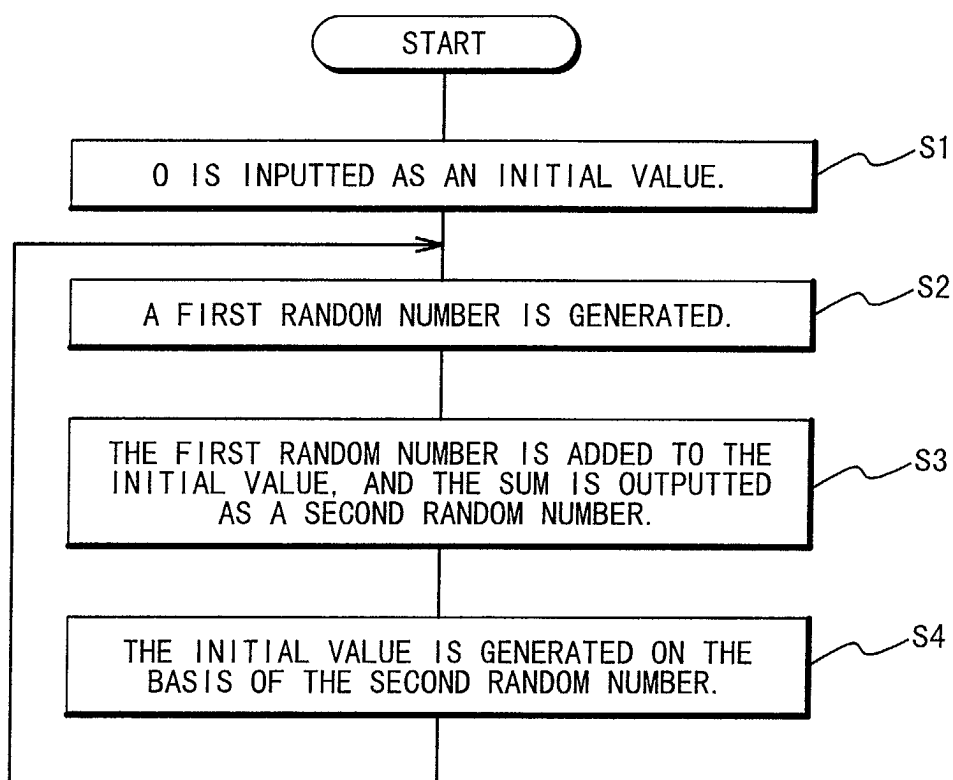 START
0 IS INPUTTED AS AN INITIAL VALUE.
S1
A FIRST RANDOM NUMBER IS GENERATED.
S2
THE FIRST RANDOM NUMBER IS ADDED TO THE
INITIAL VALUE, AND THE SUM IS OUTPUTTED
AS A SECOND RANDOM NUMBER.
S3
THE INITIAL VALUE IS GENERATED ON THE
BASIS OF THE SECOND RANDOM NUMBER.
S4